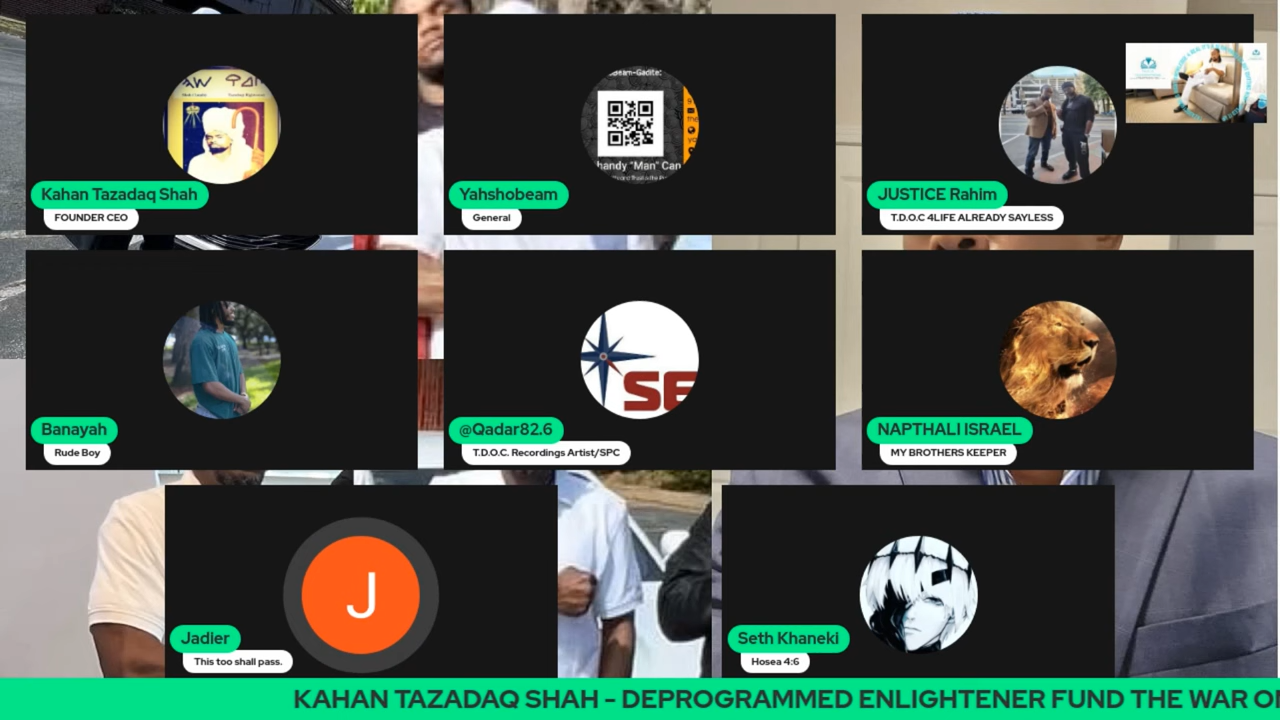 Kahan Tazadaq Shah
FOUNDER CEO
Yahshobeam
General
JUSTICE Rahim
T.D.O.C 4LIFE ALREADY SAYLESS
Banayah
Rude Boy
SE
@Qadar82.6
T.D.O.C. Recordings Artist/SPC
NAPTHALI ISRAEL
MY BROTHERS KEEPER
J
Jadier
This too shall pass.
Seth Khaneki
Hosea 4:6
KAHAN TAZADAQ SHAH - DEPROGRAMMED ENLIGHTENER FUND THE WAR